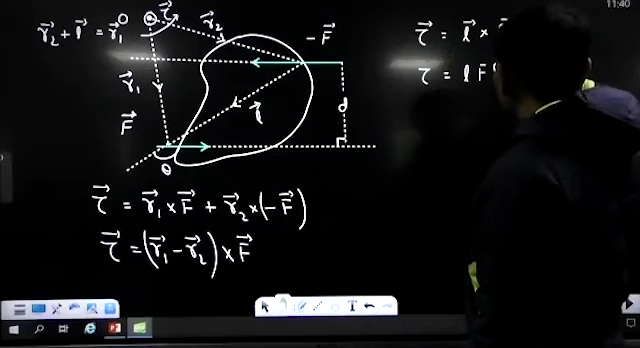 11:40
O
τ⃗
r⃗₂
r⃗₂ + l⃗ = r⃗₁
-F⃗
τ⃗ = l⃗ ×
τ = l F
r⃗₁
l⃗
d
F⃗
θ
τ⃗ = r⃗₁ × F⃗ + r⃗₂ × (-F⃗)
τ⃗ = (r⃗₁ - r⃗₂) × F⃗
T